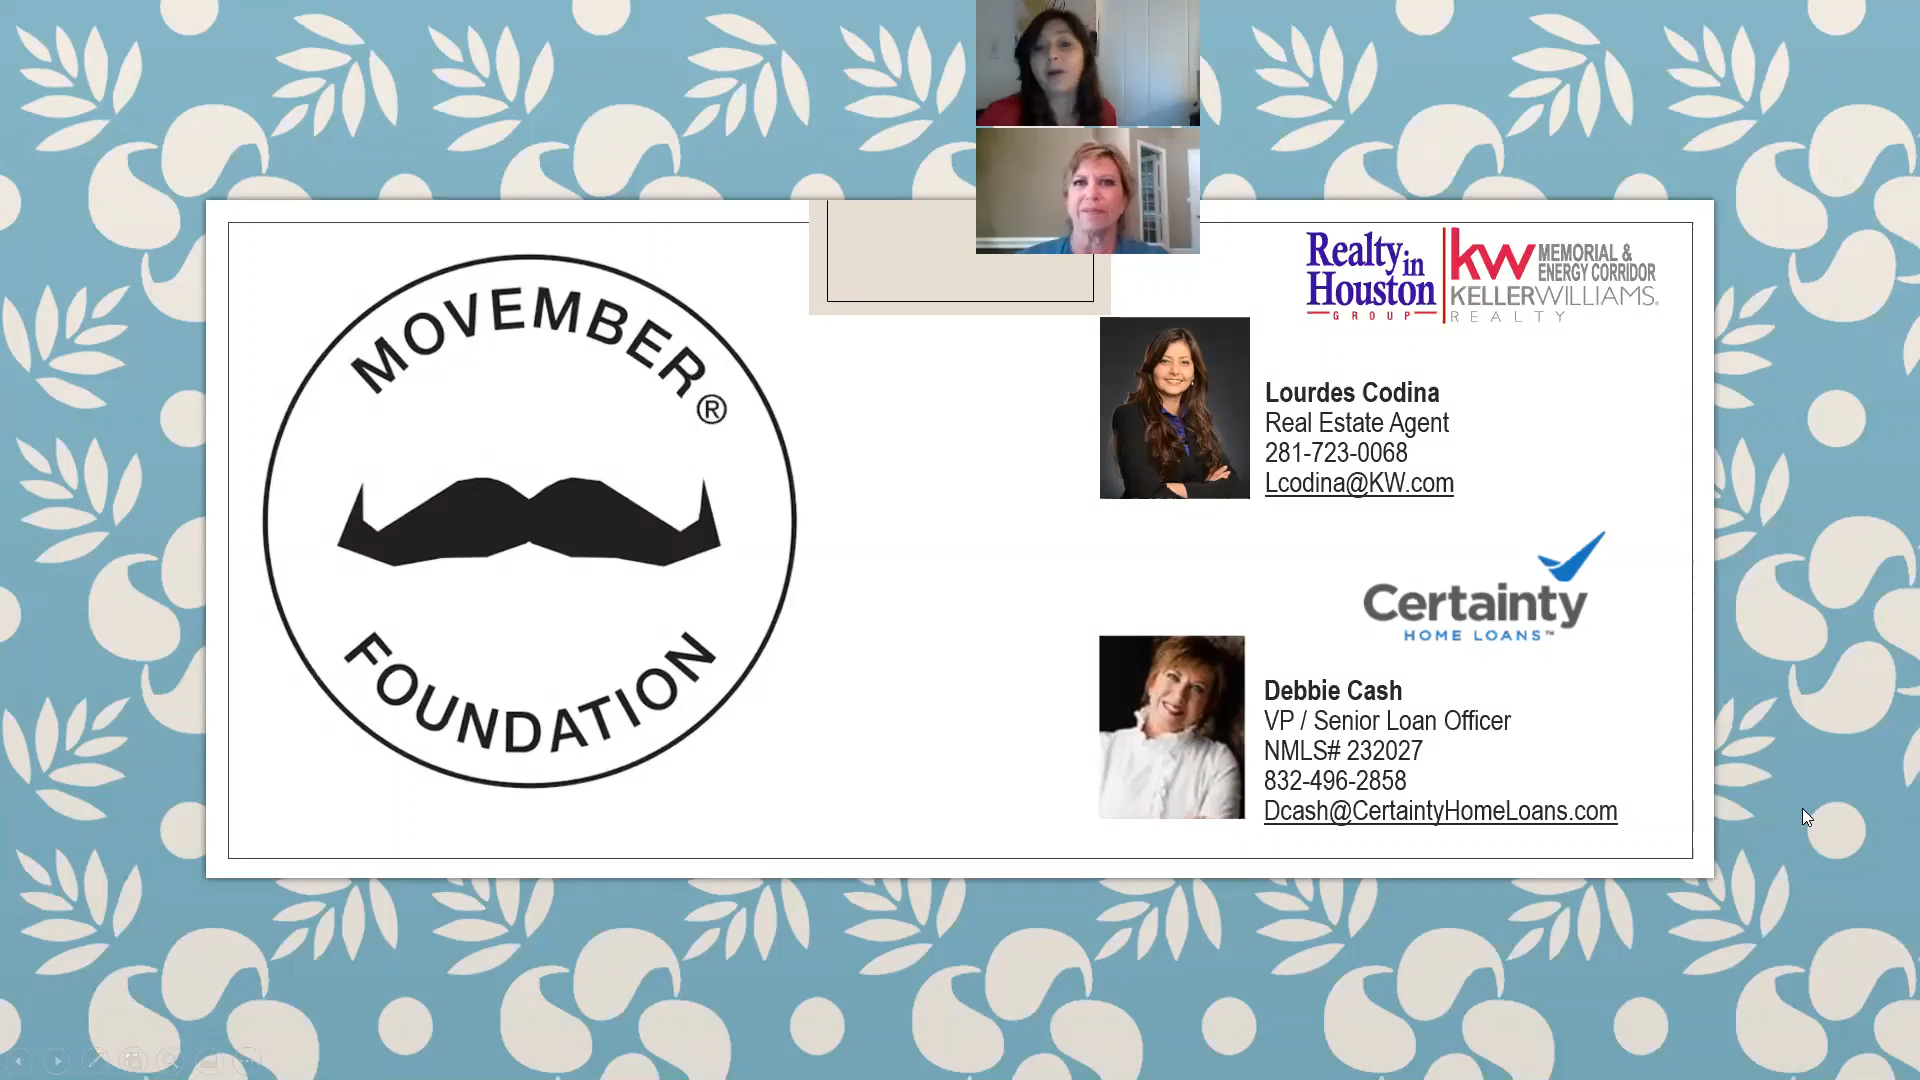 MOVEMBER®
FOUNDATION
Realty in
Houston
GROUP
kw MEMORIAL &
ENERGY CORRIDOR
KELLERWILLIAMS®
REALTY
Lourdes Codina
Real Estate Agent
281-723-0068
Lcodina@KW.com
Certainty
HOME LOANS™
Debbie Cash
VP / Senior Loan Officer
NMLS# 232027
832-496-2858
Dcash@CertaintyHomeLoans.com